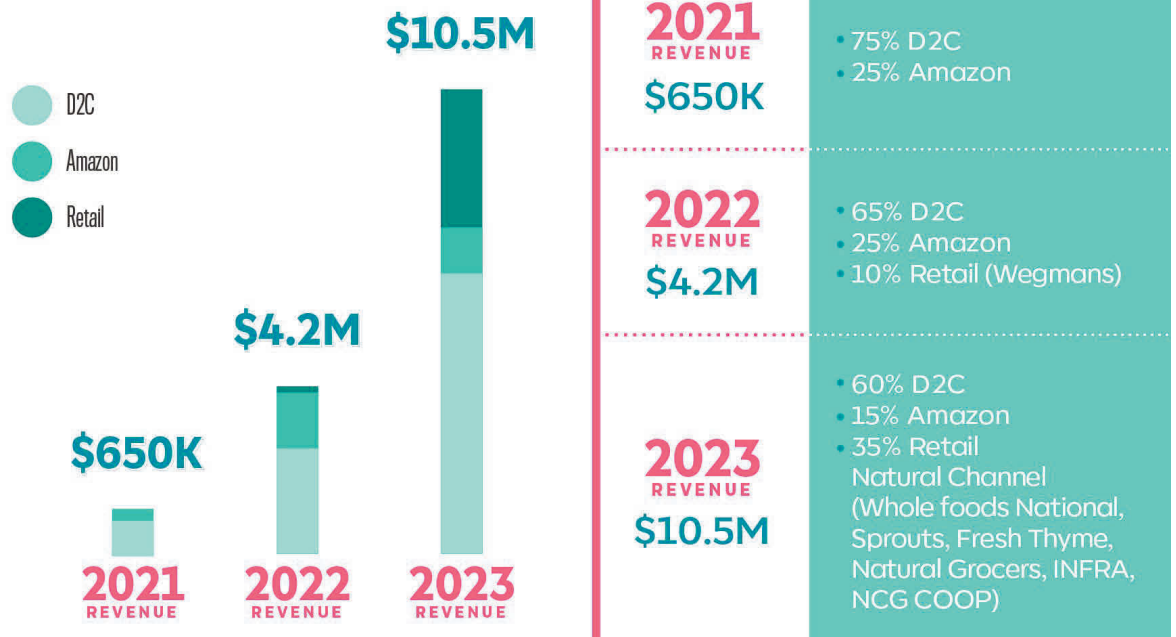 $10.5M
D2C
Amazon
Retail
$4.2M
$650K
2021
REVENUE
2022
REVENUE
2023
REVENUE
2021
REVENUE
$650K
• 75% D2C
• 25% Amazon
2022
REVENUE
$4.2M
• 65% D2C
• 25% Amazon
• 10% Retail (Wegmans)
2023
REVENUE
$10.5M
• 60% D2C
• 15% Amazon
• 35% Retail
Natural Channel
(Whole foods National,
Sprouts, Fresh Thyme,
Natural Grocers, INFRA,
NCG COOP)